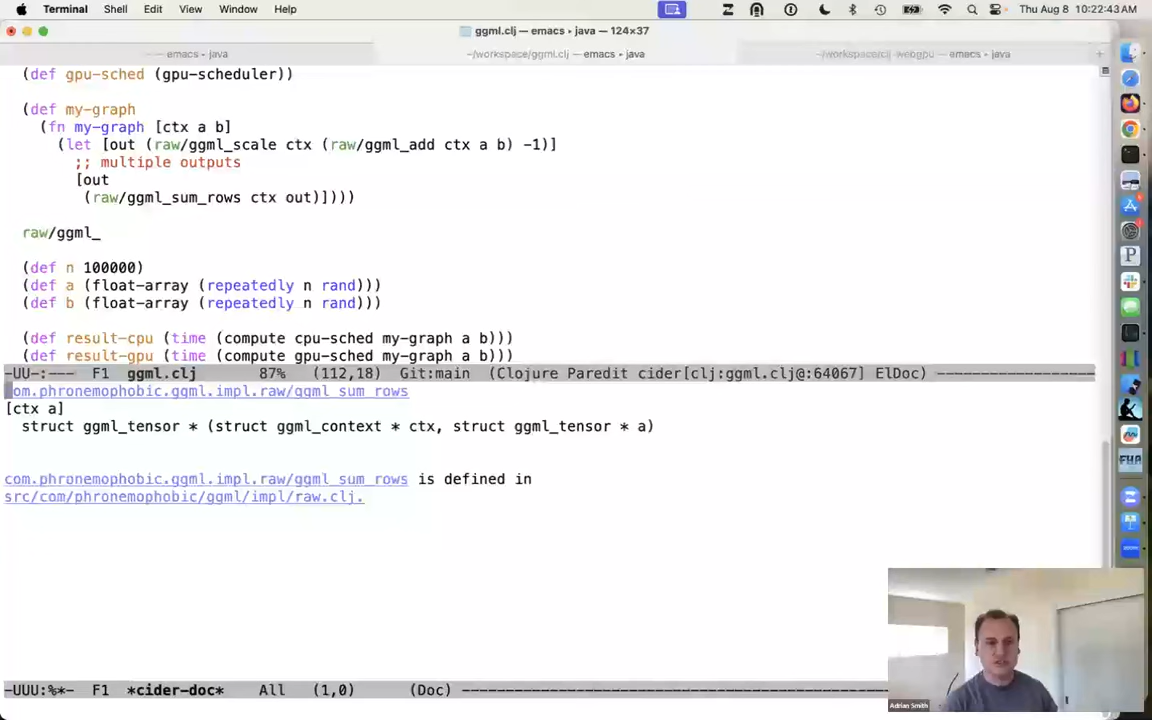 Terminal Shell Edit View Window Help Thu Aug 8 10:22:43 AM
ggml.clj — emacs ‹ java — 124×37
— emacs ‹ java
~/workspace/ggml.clj — emacs ‹ java
~/workspace/clj-webgpu — emacs ‹ java
(def gpu-sched (gpu-scheduler))
(def my-graph
(fn my-graph [ctx a b]
(let [out (raw/ggml_scale ctx (raw/ggml_add ctx a b) -1)]
;; multiple outputs
[out
(raw/ggml_sum_rows ctx out)])))
raw/ggml_
(def n 100000)
(def a (float-array (repeatedly n rand)))
(def b (float-array (repeatedly n rand)))
(def result-cpu (time (compute cpu-sched my-graph a b)))
(def result-gpu (time (compute gpu-sched my-graph a b)))
-UU-:--- F1 ggml.clj 87% (112,18) Git:main (Clojure Paredit cider[clj:ggml.clj@:64067] ElDoc)
om.phronemophobic.ggml.impl.raw/ggml_sum_rows
[ctx a]
struct ggml_tensor * (struct ggml_context * ctx, struct ggml_tensor * a)
com.phronemophobic.ggml.impl.raw/ggml_sum_rows is defined in
src/com/phronemophobic/ggml/impl/raw.clj.
-UUU:%*- F1 *cider-doc* All (1,0) (Doc)
Adrian Smith